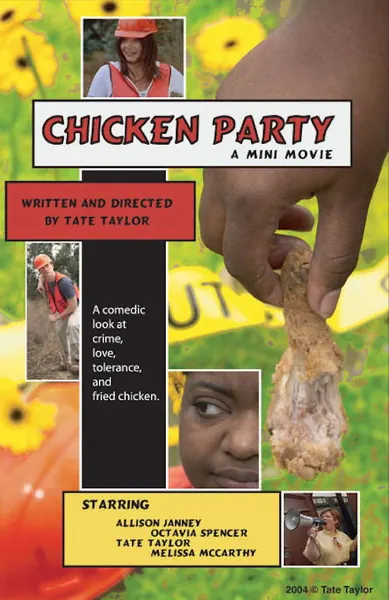 CHICKEN PARTY
A MINI MOVIE
WRITTEN AND DIRECTED
BY TATE TAYLOR
UT
A comedic
look at
crime,
love,
tolerance,
and
fried chicken.
STARRING
ALLISON JANNEY
OCTAVIA SPENCER
TATE TAYLOR
MELISSA MCCARTHY
2004 © Tate Taylor